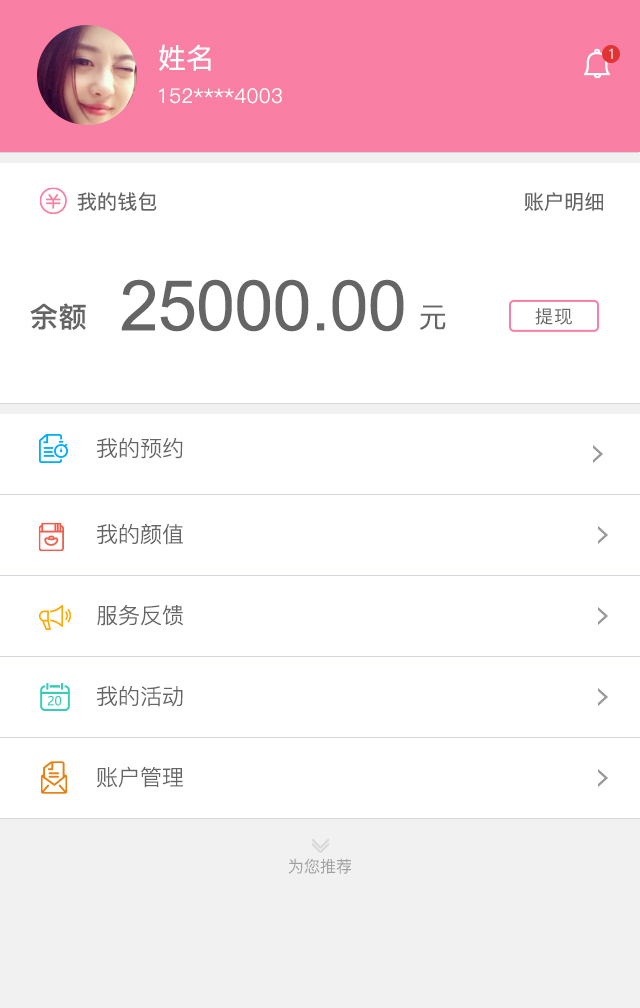 姓名
1
152****4003
我的钱包
账户明细
余额 25000.00 元
提现
我的预约
我的颜值
服务反馈
20
我的活动
账户管理
为您推荐